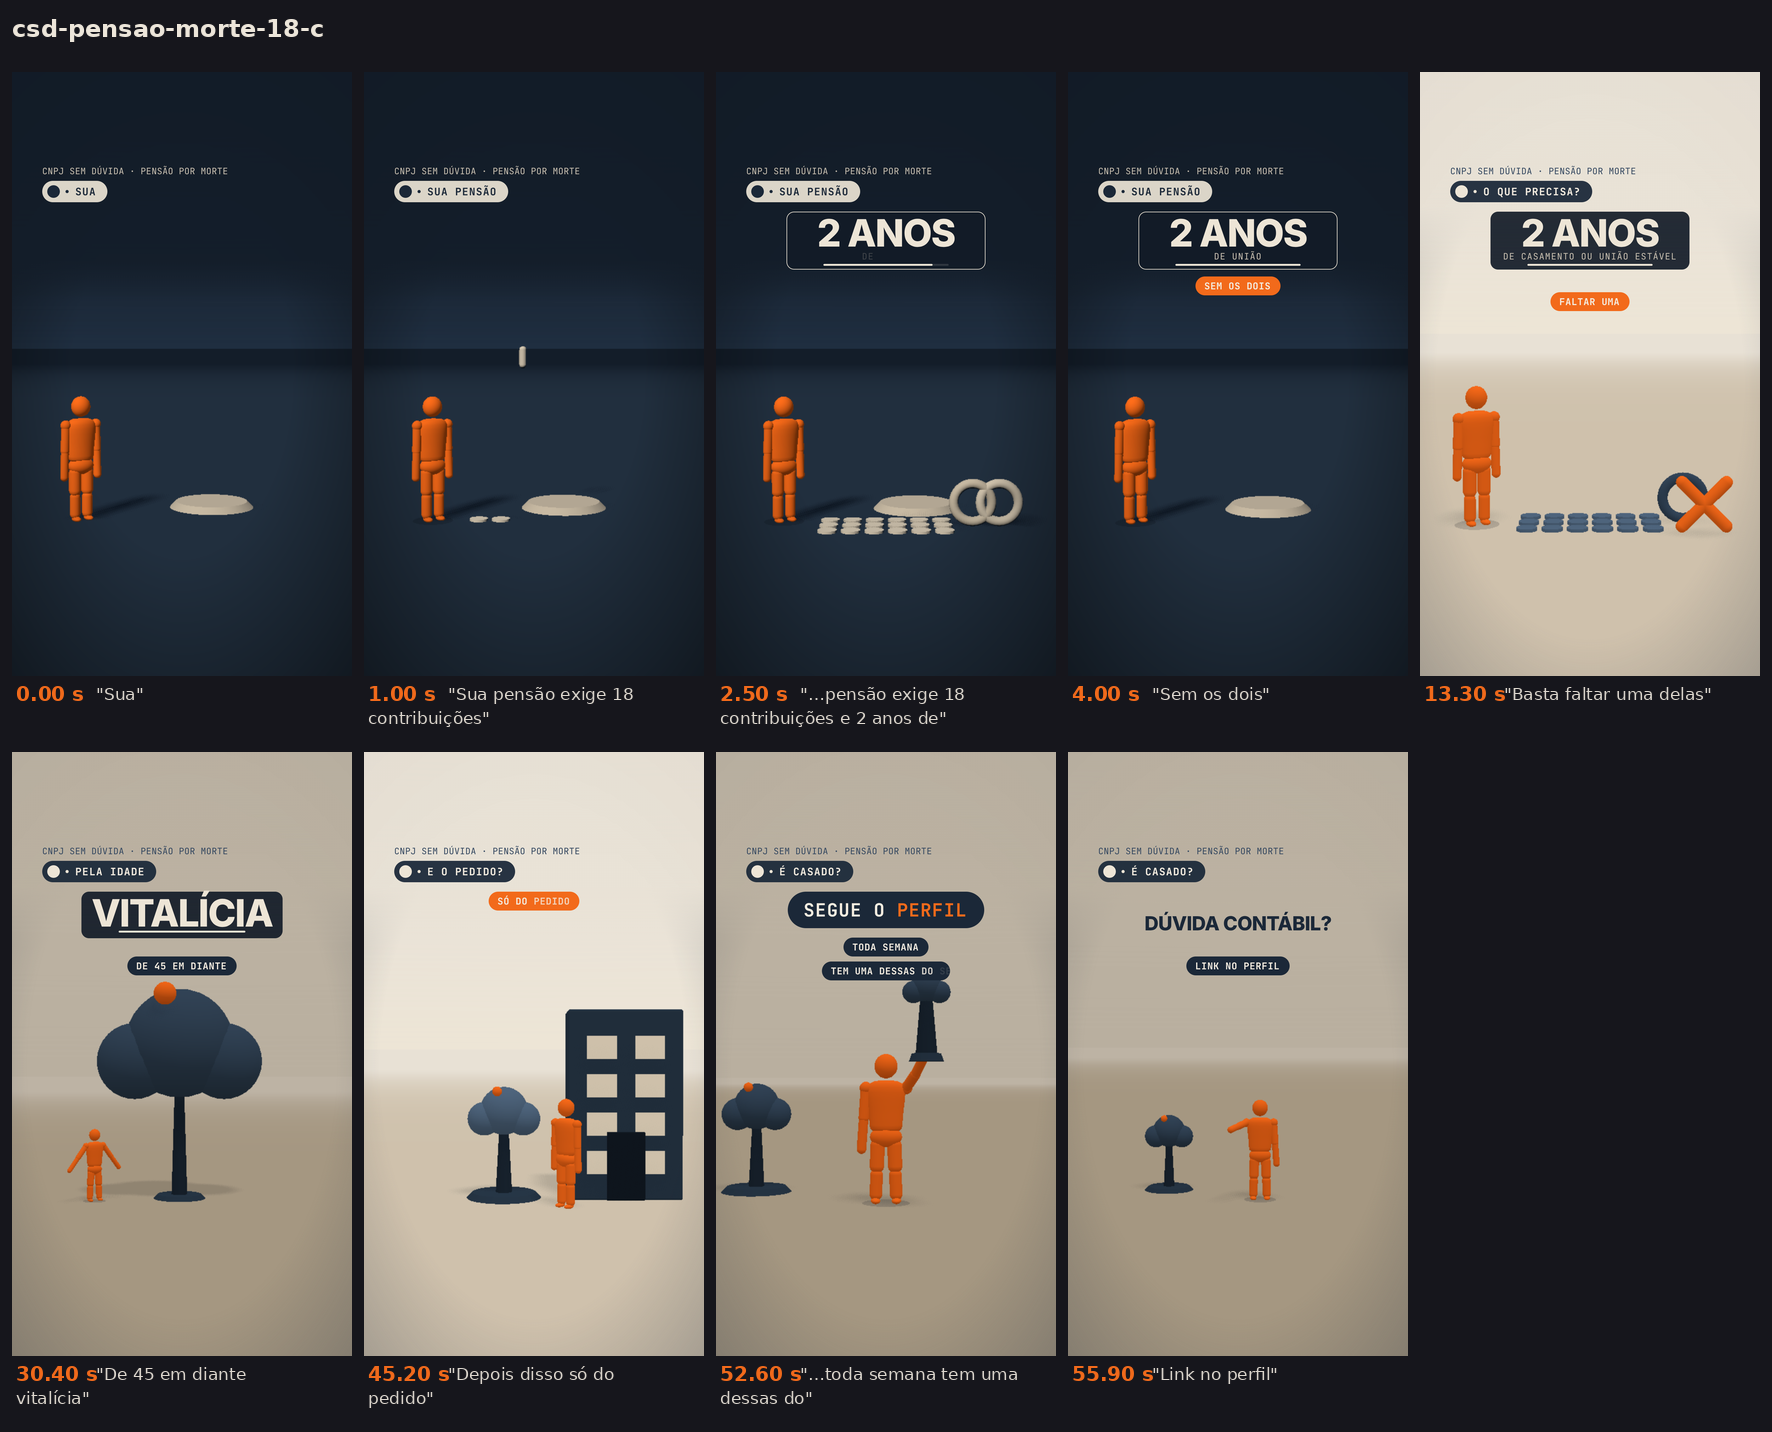 csd-pensao-morte-18-c
CNPJ SEM DÚVIDA · PENSÃO POR MORTE
• SUA
0.00 s "Sua"
CNPJ SEM DÚVIDA · PENSÃO POR MORTE
• SUA PENSÃO
1.00 s "Sua pensão exige 18
contribuições"
CNPJ SEM DÚVIDA · PENSÃO POR MORTE
• SUA PENSÃO
2 ANOS
DE
2.50 s "...pensão exige 18
contribuições e 2 anos de"
CNPJ SEM DÚVIDA · PENSÃO POR MORTE
• SUA PENSÃO
2 ANOS
DE UNIÃO
SEM OS DOIS
4.00 s "Sem os dois"
CNPJ SEM DÚVIDA · PENSÃO POR MORTE
• O QUE PRECISA?
2 ANOS
DE CASAMENTO OU UNIÃO ESTÁVEL
FALTAR UMA
13.30 s "Basta faltar uma delas"
CNPJ SEM DÚVIDA · PENSÃO POR MORTE
• PELA IDADE
VITALÍCIA
DE 45 EM DIANTE
30.40 s "De 45 em diante
vitalícia"
CNPJ SEM DÚVIDA · PENSÃO POR MORTE
• E O PEDIDO?
SÓ DO PEDIDO
45.20 s "Depois disso só do
pedido"
CNPJ SEM DÚVIDA · PENSÃO POR MORTE
• É CASADO?
SEGUE O PERFIL
TODA SEMANA
TEM UMA DESSAS DO
52.60 s "...toda semana tem uma
dessas do"
CNPJ SEM DÚVIDA · PENSÃO POR MORTE
• É CASADO?
DÚVIDA CONTÁBIL?
LINK NO PERFIL
55.90 s "Link no perfil"